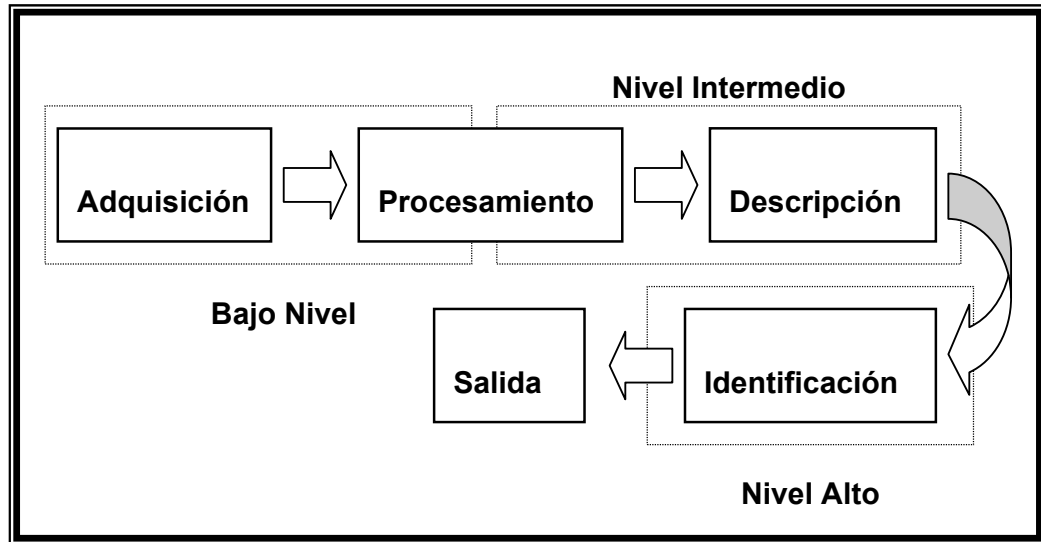 Nivel Intermedio
Adquisición
Procesamiento
Descripción
Bajo Nivel
Salida
Identificación
Nivel Alto